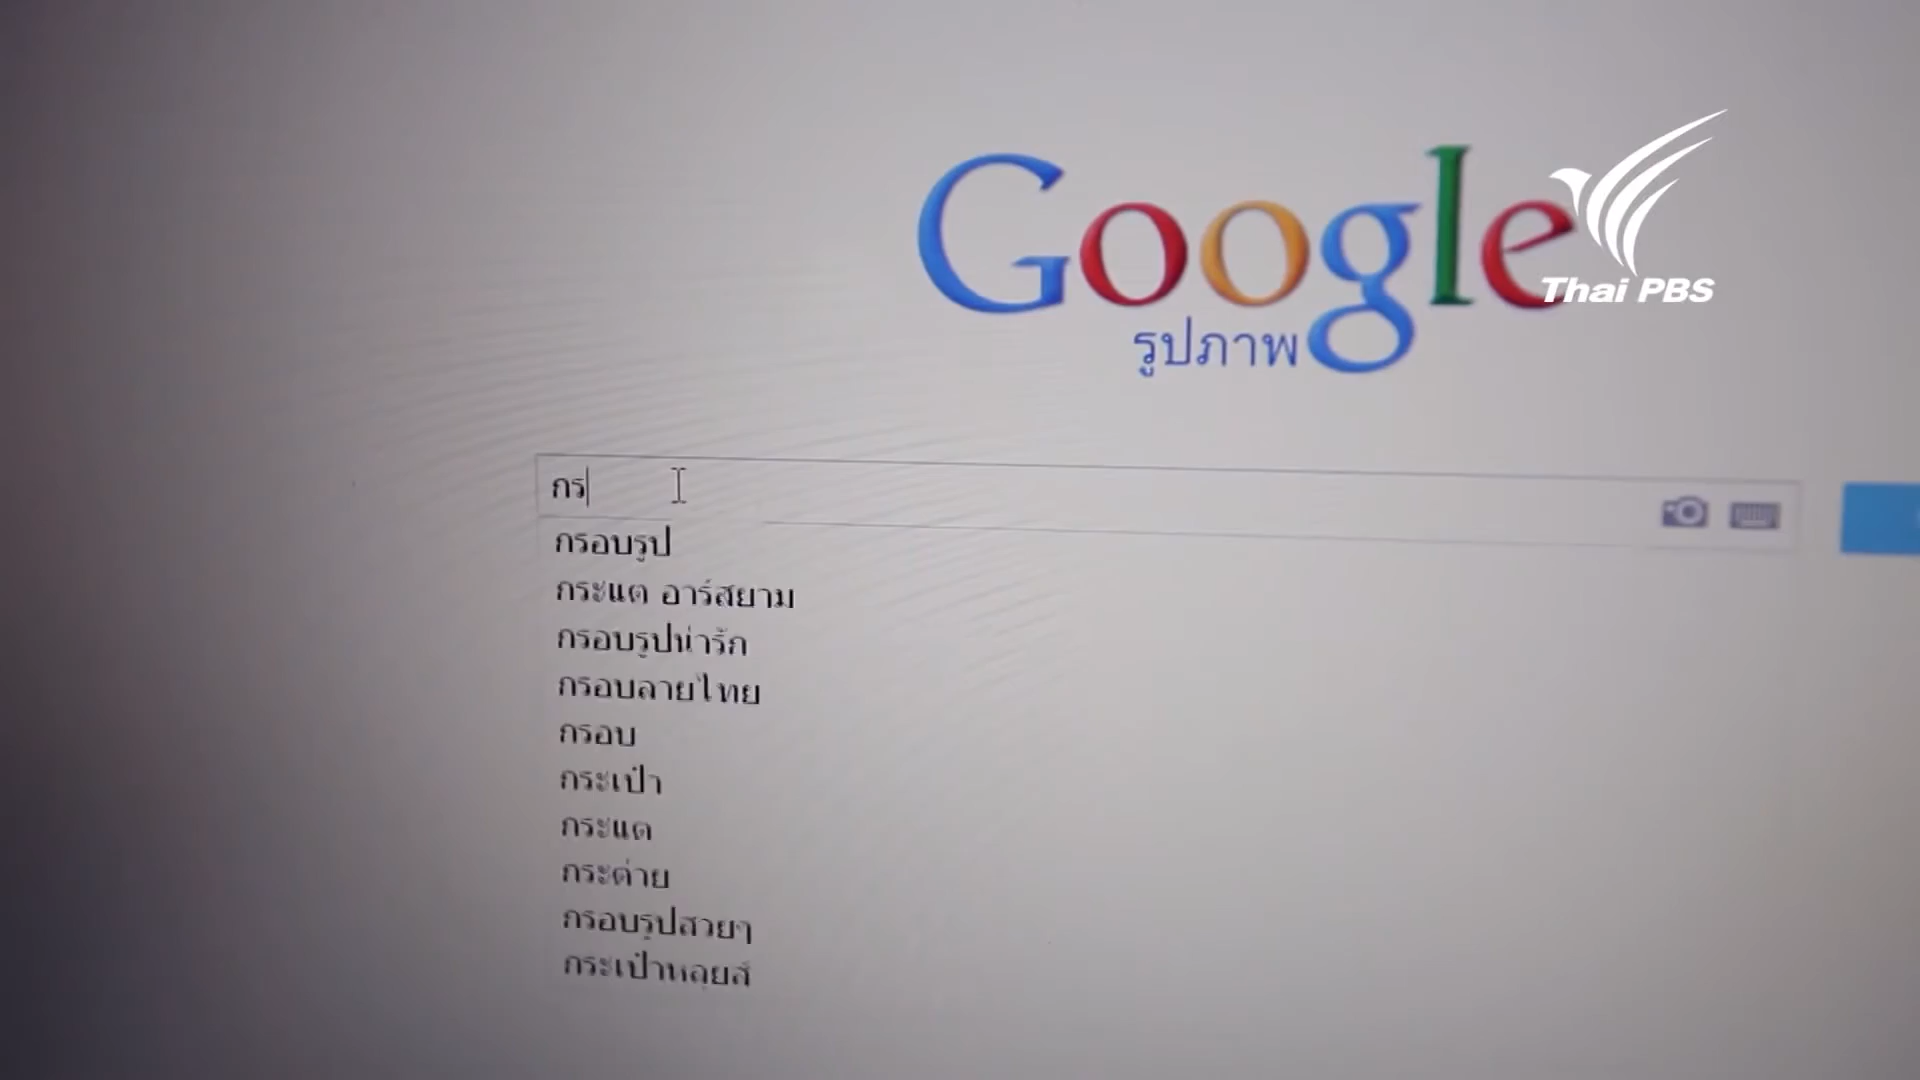 Google
Thai PBS
รูปภาพ
กร
กรอบรูป
กระแต อาร์สยาม
กรอบรูปน่ารัก
กรอบลายไทย
กรอบ
กระเป๋า
กระแต
กระต่าย
กรอบรูปสวยๆ
กระเป๋าหลุยส์